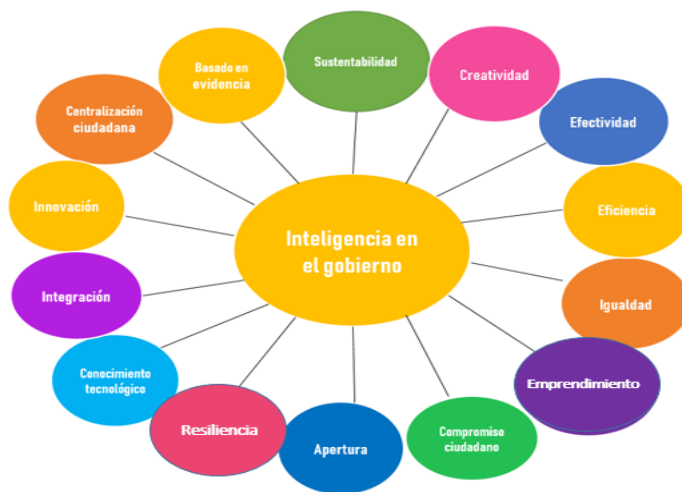 Sustentabilidad
Creatividad
Efectividad
Eficiencia
Igualdad
Emprendimiento
Compromiso
ciudadano
Apertura
Resiliencia
Conocimiento
tecnológico
Integración
Innovación
Centralización
ciudadana
Basado en
evidencia
Inteligencia en
el gobierno